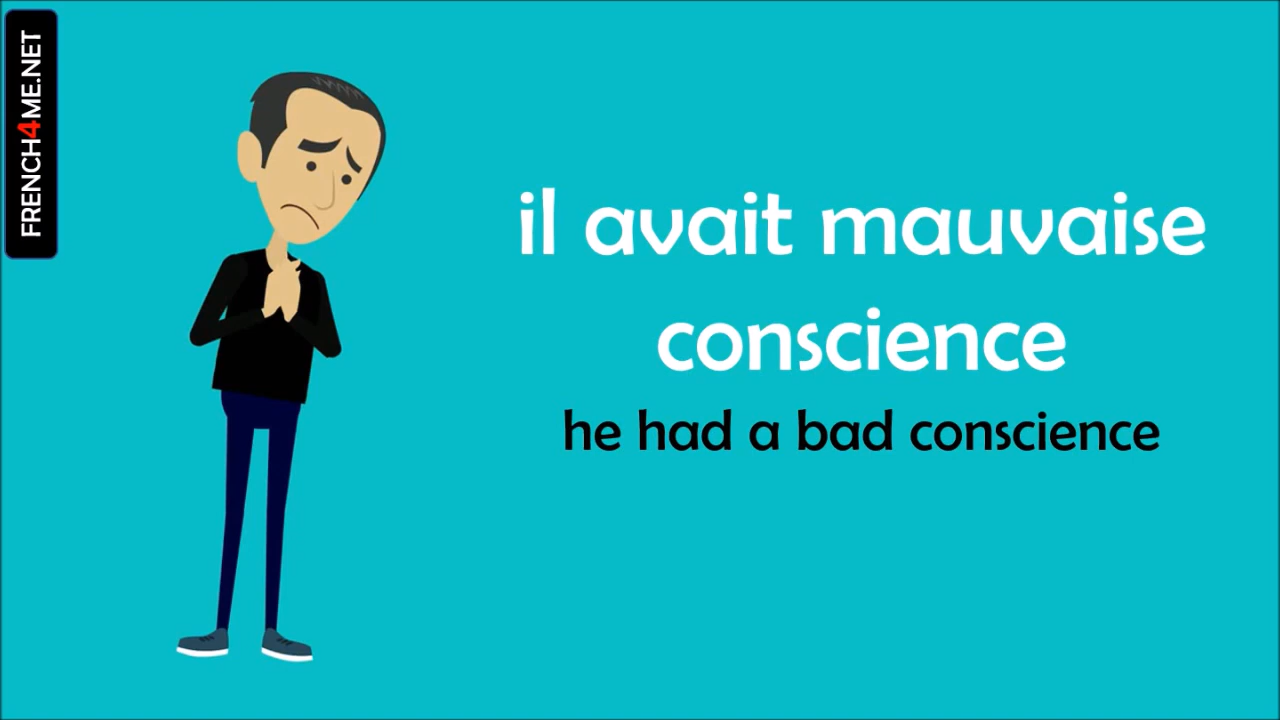 FRENCH4ME.NET
il avait mauvaise
conscience
he had a bad conscience